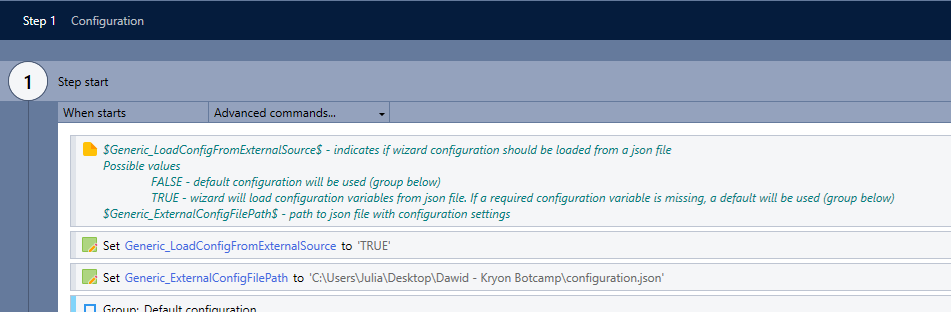 Step 1 Configuration
1 Step start
When starts Advanced commands...
$Generic_LoadConfigFromExternalSource$ - indicates if wizard configuration should be loaded from a json file
Possible values
FALSE - default configuration will be used (group below)
TRUE - wizard will load configuration variables from json file. If a required configuration variable is missing, a default will be used (group below)
$Generic_ExternalConfigFilePath$ - path to json file with configuration settings
Set Generic_LoadConfigFromExternalSource to 'TRUE'
Set Generic_ExternalConfigFilePath to 'C:\Users\Julia\Desktop\Dawid - Kryon Botcamp\configuration.json'
Group: Default configuration